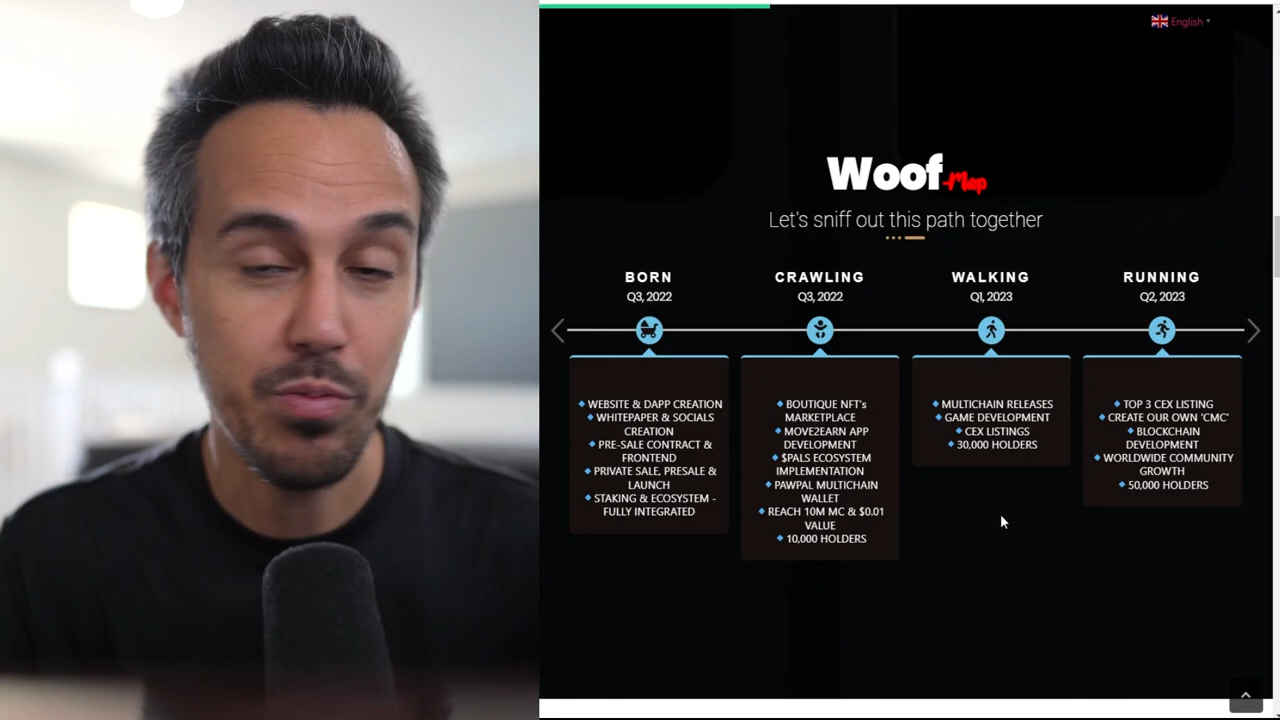 English
Woof-Map
Let's sniff out this path together
BORN
Q3, 2022
WEBSITE & DAPP CREATION
WHITEPAPER & SOCIALS
CREATION
PRE-SALE CONTRACT &
FRONTEND
PRIVATE SALE, PRESALE &
LAUNCH
STAKING & ECOSYSTEM -
FULLY INTEGRATED
CRAWLING
Q3, 2022
BOUTIQUE NFT's
MARKETPLACE
MOVE2EARN APP
DEVELOPMENT
$PALS ECOSYSTEM
IMPLEMENTATION
PAWPAL MULTICHAIN
WALLET
REACH 10M MC & $0.01
VALUE
10,000 HOLDERS
WALKING
Q1, 2023
MULTICHAIN RELEASES
GAME DEVELOPMENT
CEX LISTINGS
30,000 HOLDERS
RUNNING
Q2, 2023
TOP 3 CEX LISTING
CREATE OUR OWN 'CMC'
BLOCKCHAIN
DEVELOPMENT
WORLDWIDE COMMUNITY
GROWTH
50,000 HOLDERS